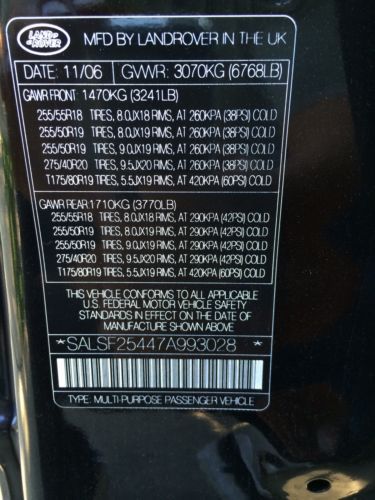 LAND ROVER
MFD BY LANDROVER IN THE UK
DATE: 11/06 GVWR: 3070KG (6768LB)
GAWR FRONT: 1470KG (3241LB)
255/55R18 TIRES, 8.0JX18 RIMS, AT 260KPA (38PSI) COLD
255/50R19 TIRES, 8.0JX19 RIMS, AT 260KPA (38PSI) COLD
255/50R19 TIRES, 9.0JX19 RIMS, AT 260KPA (38PSI) COLD
275/40R20 TIRES, 9.5JX20 RIMS, AT 260KPA (38PSI) COLD
T175/80R19 TIRES, 5.5JX19 RIMS, AT 420KPA (60PSI) COLD
GAWR REAR: 1710KG (3770LB)
255/55R18 TIRES, 8.0JX18 RIMS, AT 290KPA (42PSI) COLD
255/50R19 TIRES, 8.0JX19 RIMS, AT 290KPA (42PSI) COLD
255/50R19 TIRES, 9.0JX19 RIMS, AT 290KPA (42PSI) COLD
275/40R20 TIRES, 9.5JX20 RIMS, AT 290KPA (42PSI) COLD
T175/80R19 TIRES, 5.5JX19 RIMS, AT 420KPA (60PSI) COLD
THIS VEHICLE CONFORMS TO ALL APPLICABLE
U.S. FEDERAL MOTOR VEHICLE SAFETY
STANDARDS IN EFFECT ON THE DATE OF
MANUFACTURE SHOWN ABOVE
*SALSF25447A993028*
TYPE: MULTI-PURPOSE PASSENGER VEHICLE